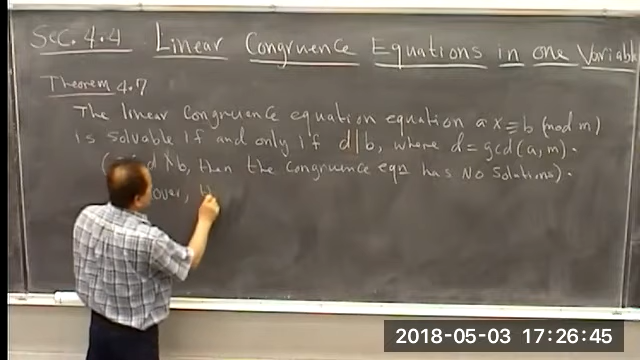 Sec. 4.4 Linear Congruence Equations in one Variable
Theorem 4.7
The linear congruence equation equation ax ≡ b (mod m)
is solvable if and only if d|b, where d = gcd(a, m).
d ∤ b, then the congruence eqn has No solutions).
over,
2018-05-03 17:26:45